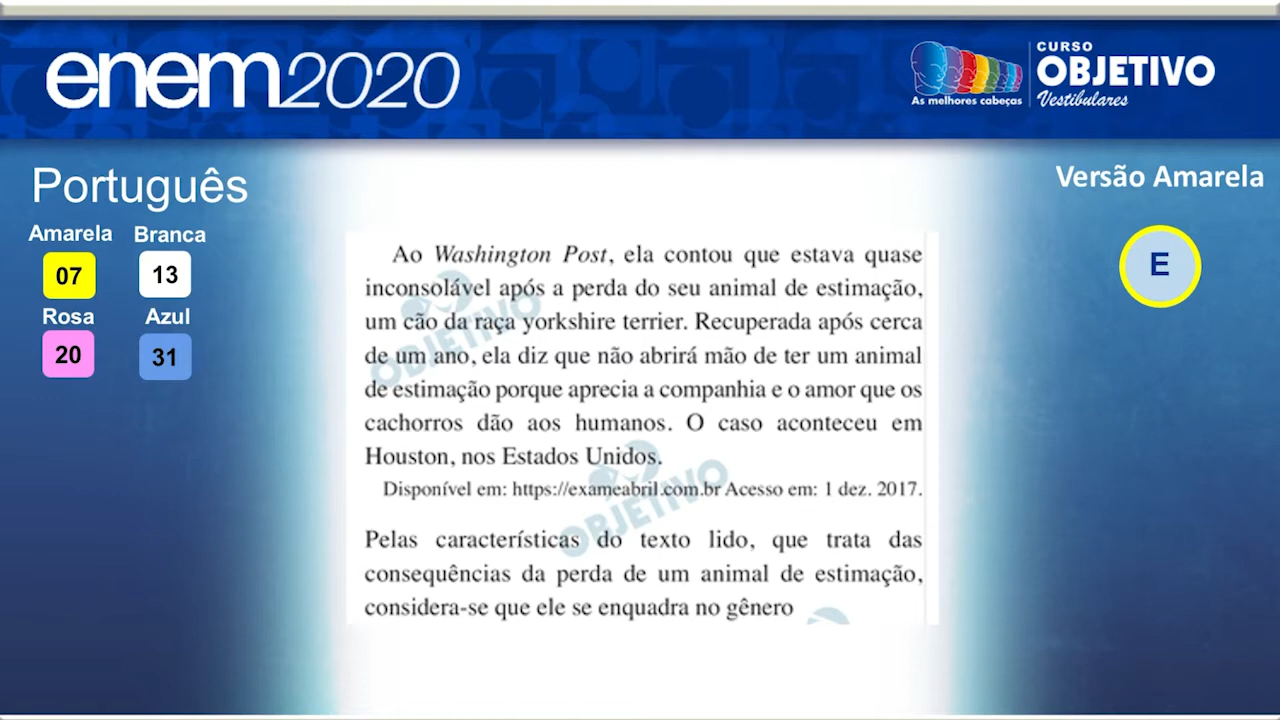 enem2020
CURSO
OBJETIVO
Vestibulares
As melhores cabeças
Português
Versão Amarela
Amarela Branca
07 13
Rosa Azul
20 31
E
Ao Washington Post, ela contou que estava quase
inconsolável após a perda do seu animal de estimação,
um cão da raça yorkshire terrier. Recuperada após cerca
de um ano, ela diz que não abrirá mão de ter um animal
de estimação porque aprecia a companhia e o amor que os
cachorros dão aos humanos. O caso aconteceu em
Houston, nos Estados Unidos.
Disponível em: https://exameabril.com.br Acesso em: 1 dez. 2017.
Pelas características do texto lido, que trata das
consequências da perda de um animal de estimação,
considera-se que ele se enquadra no gênero
OBJETIVO
OBJETIVO